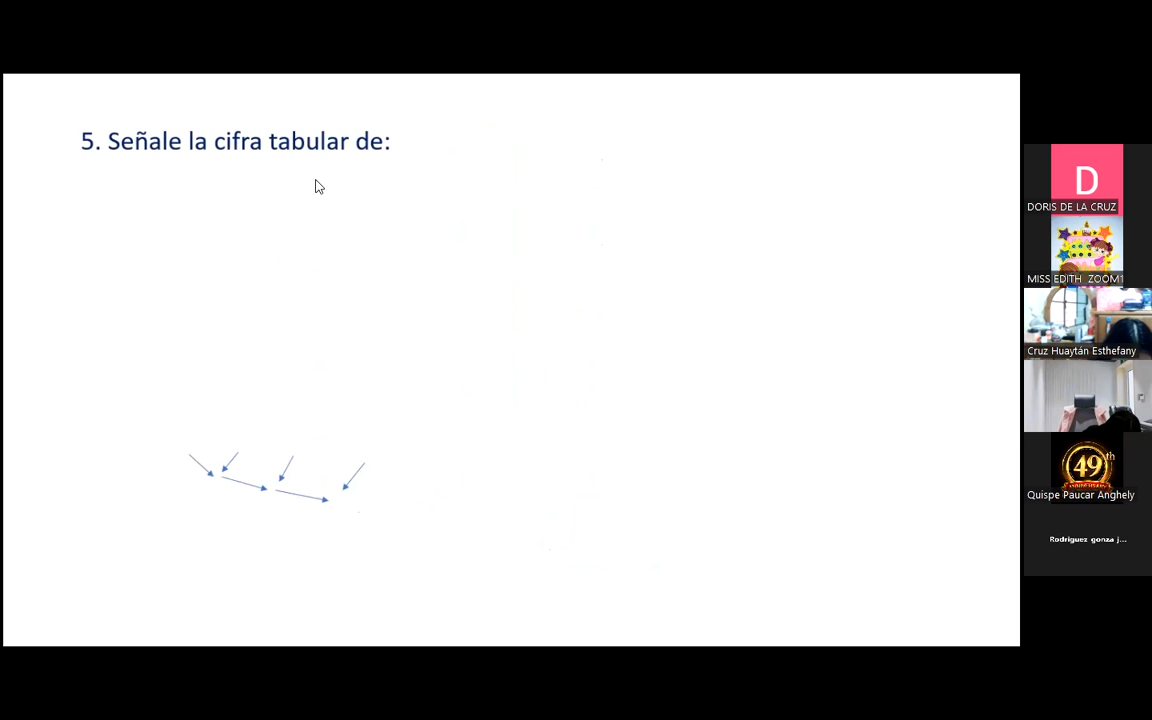 5. Señale la cifra tabular de:
D
DORIS DE LA CRUZ
MISS EDITH ZOOM1
Cruz Huaytán Esthefany
49th
ANNIVERSARY
Quispe Paucar Anghely
Rodriguez gonza j...